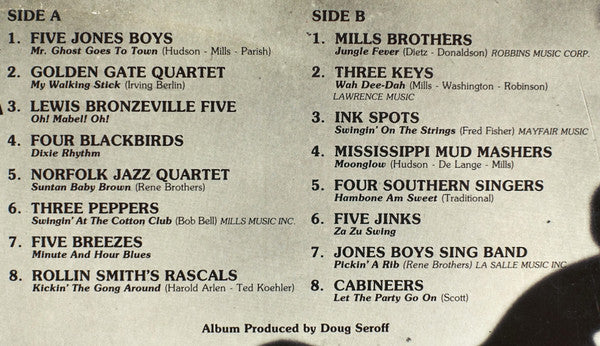 SIDE A
1. FIVE JONES BOYS
Mr. Ghost Goes To Town (Hudson - Mills - Parish)
2. GOLDEN GATE QUARTET
My Walking Stick (Irving Berlin)
3. LEWIS BRONZEVILLE FIVE
Oh! Mabel! Oh!
4. FOUR BLACKBIRDS
Dixie Rhythm
5. NORFOLK JAZZ QUARTET
Suntan Baby Brown (Rene Brothers)
6. THREE PEPPERS
Swingin' At The Cotton Club (Bob Bell) MILLS MUSIC INC.
7. FIVE BREEZES
Minute And Hour Blues
8. ROLLIN SMITH'S RASCALS
Kickin' The Gong Around (Harold Arlen - Ted Koehler)
SIDE B
1. MILLS BROTHERS
Jungle Fever (Dietz - Donaldson) ROBBINS MUSIC CORP.
2. THREE KEYS
Wah Dee-Dah (Mills - Washington - Robinson)
LAWRENCE MUSIC
3. INK SPOTS
Swingin' On The Strings (Fred Fisher) MAYFAIR MUSIC
4. MISSISSIPPI MUD MASHERS
Moonglow (Hudson - De Lange - Mills)
5. FOUR SOUTHERN SINGERS
Hambone Am Sweet (Traditional)
6. FIVE JINKS
Za Zu Swing
7. JONES BOYS SING BAND
Pickin' A Rib (Rene Brothers) LA SALLE MUSIC INC.
8. CABINEERS
Let The Party Go On (Scott)
Album Produced by Doug Seroff